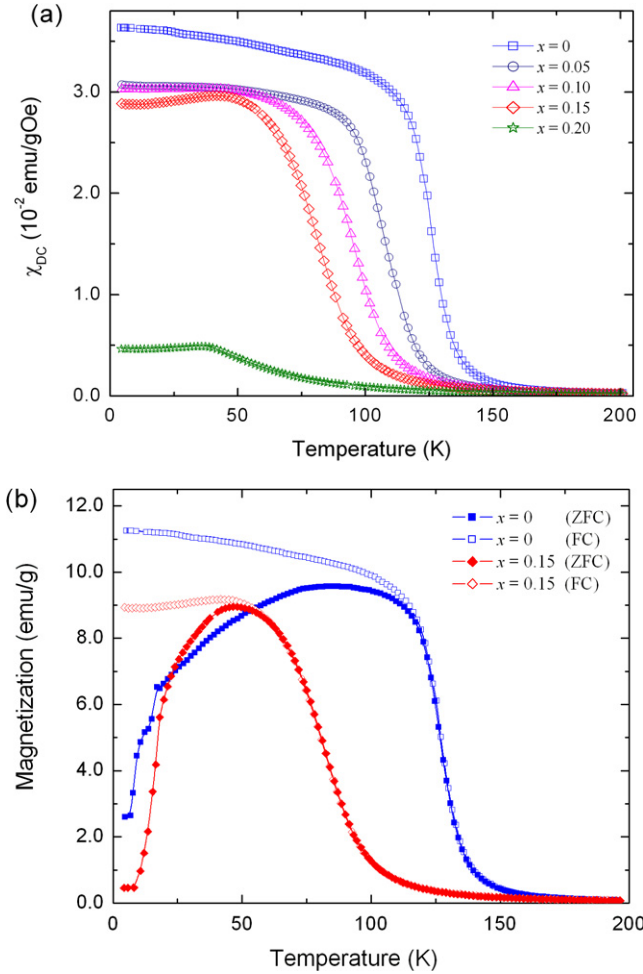 (a)
x = 0
x = 0.05
x = 0.10
x = 0.15
x = 0.20
3.0
2.0
1.0
0.0
χDC (10⁻² emu/gOe)
0 50 100 150 200
Temperature (K)
(b)
12.0
10.0
8.0
6.0
4.0
2.0
0.0
x = 0 (ZFC)
x = 0 (FC)
x = 0.15 (ZFC)
x = 0.15 (FC)
Magnetization (emu/g)
0 50 100 150 200
Temperature (K)